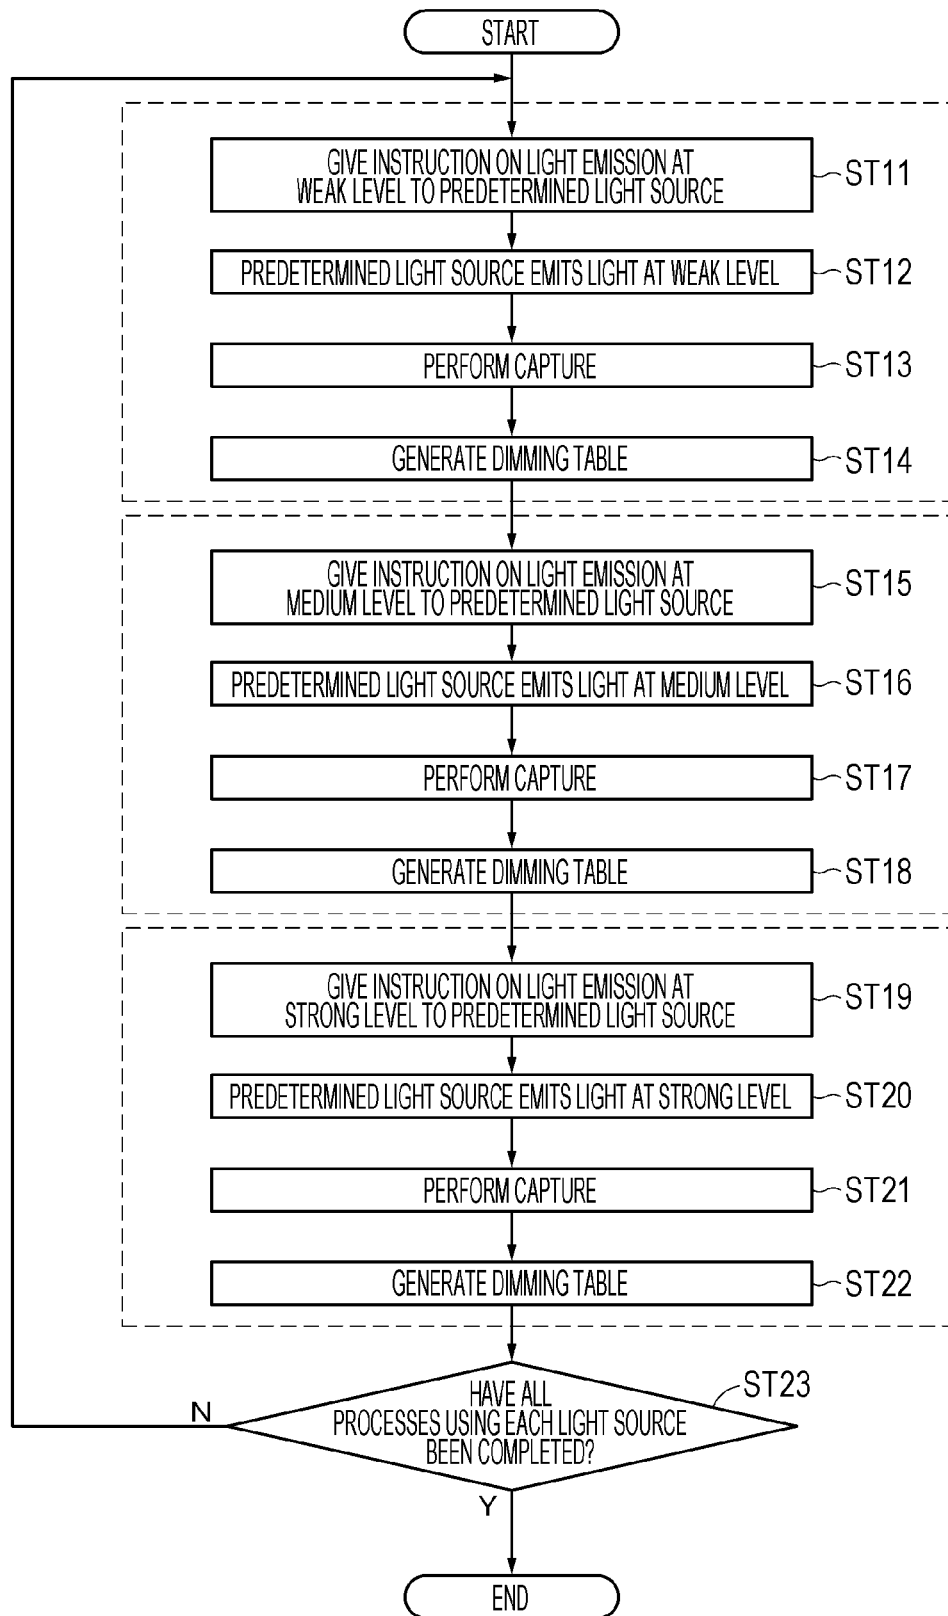 START
GIVE INSTRUCTION ON LIGHT EMISSION AT
WEAK LEVEL TO PREDETERMINED LIGHT SOURCE
ST11
PREDETERMINED LIGHT SOURCE EMITS LIGHT AT WEAK LEVEL
ST12
PERFORM CAPTURE
ST13
GENERATE DIMMING TABLE
ST14
GIVE INSTRUCTION ON LIGHT EMISSION AT
MEDIUM LEVEL TO PREDETERMINED LIGHT SOURCE
ST15
PREDETERMINED LIGHT SOURCE EMITS LIGHT AT MEDIUM LEVEL
ST16
PERFORM CAPTURE
ST17
GENERATE DIMMING TABLE
ST18
GIVE INSTRUCTION ON LIGHT EMISSION AT
STRONG LEVEL TO PREDETERMINED LIGHT SOURCE
ST19
PREDETERMINED LIGHT SOURCE EMITS LIGHT AT STRONG LEVEL
ST20
PERFORM CAPTURE
ST21
GENERATE DIMMING TABLE
ST22
HAVE ALL
PROCESSES USING EACH LIGHT SOURCE
BEEN COMPLETED?
ST23
N
Y
END